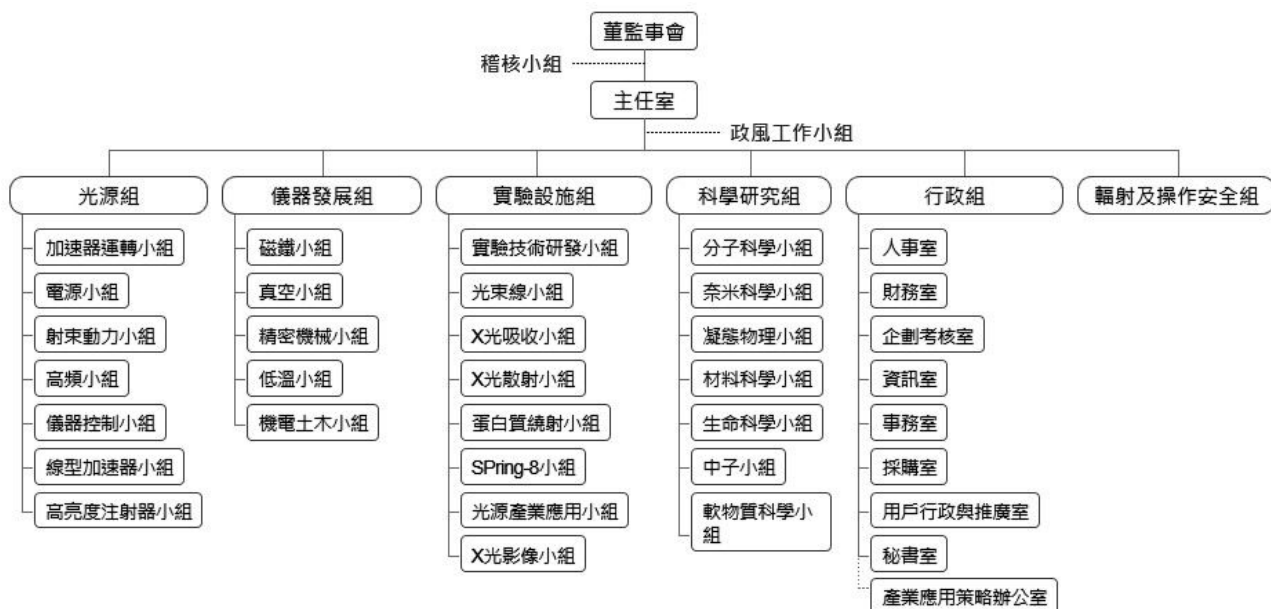 董監事會
稽核小組
主任室
政風工作小組
光源組
加速器運轉小組
電源小組
射束動力小組
高頻小組
儀器控制小組
線型加速器小組
高亮度注射器小組
儀器發展組
磁鐵小組
真空小組
精密機械小組
低溫小組
機電土木小組
實驗設施組
實驗技術研發小組
光束線小組
X光吸收小組
X光散射小組
蛋白質繞射小組
SPring-8小組
光源產業應用小組
X光影像小組
科學研究組
分子科學小組
奈米科學小組
凝態物理小組
材料科學小組
生命科學小組
中子小組
軟物質科學小
組
行政組
人事室
財務室
企劃考核室
資訊室
事務室
採購室
用戶行政與推廣室
秘書室
產業應用策略辦公室
輻射及操作安全組